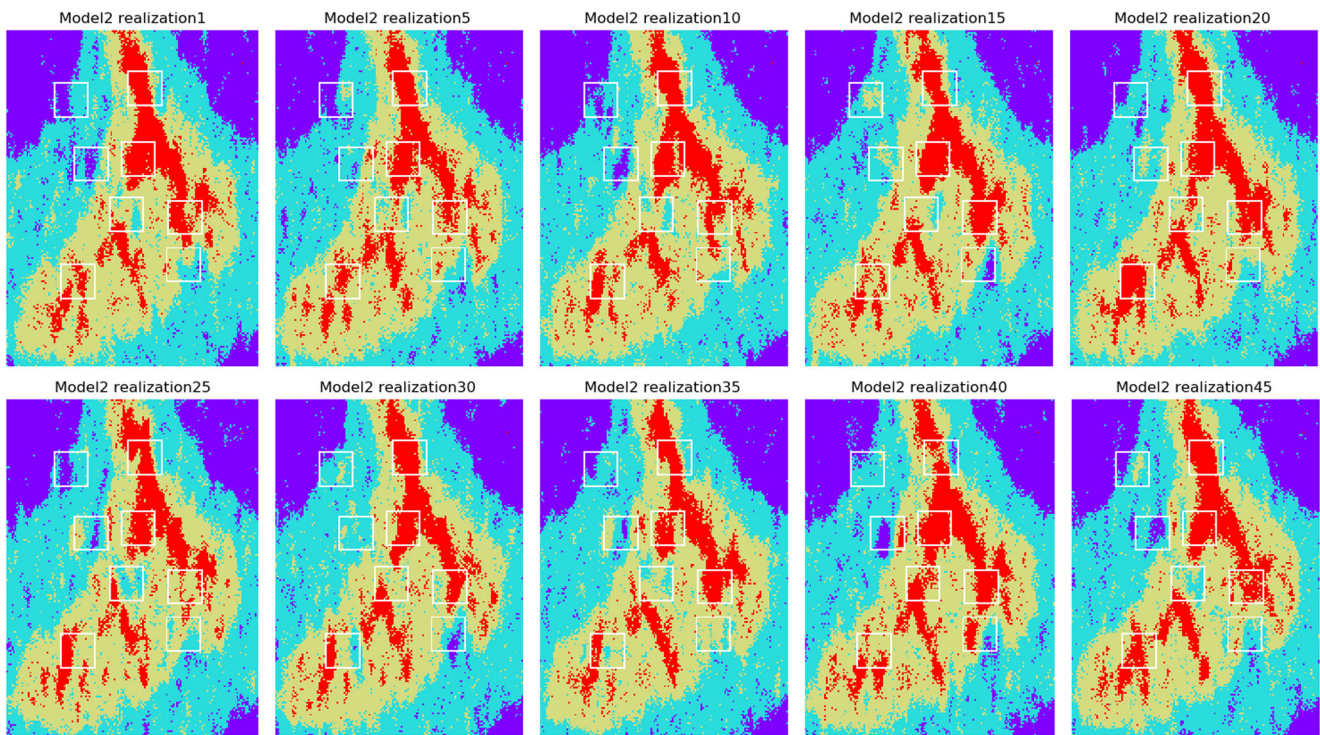 Model2 realization1
Model2 realization5
Model2 realization10
Model2 realization15
Model2 realization20
Model2 realization25
Model2 realization30
Model2 realization35
Model2 realization40
Model2 realization45